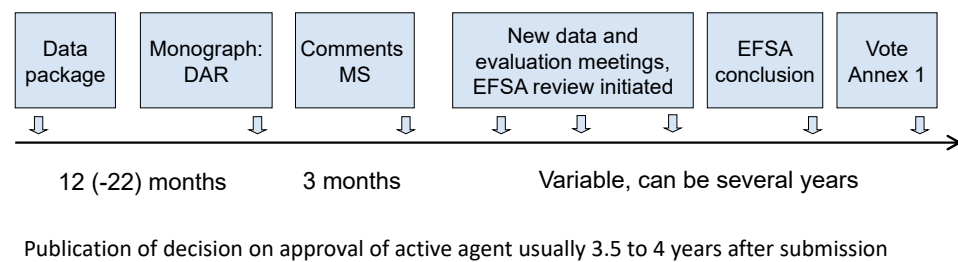 Data
package
Monograph:
DAR
Comments
MS
New data and
evaluation meetings,
EFSA review initiated
EFSA
conclusion
Vote
Annex 1
12 (-22) months
3 months
Variable, can be several years
Publication of decision on approval of active agent usually 3.5 to 4 years after submission